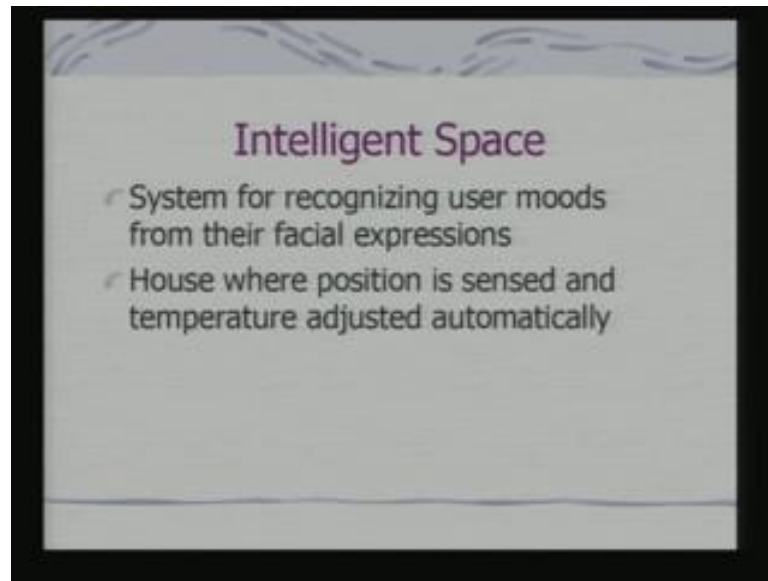 Intelligent Space
System for recognizing user moods
from their facial expressions
House where position is sensed and
temperature adjusted automatically